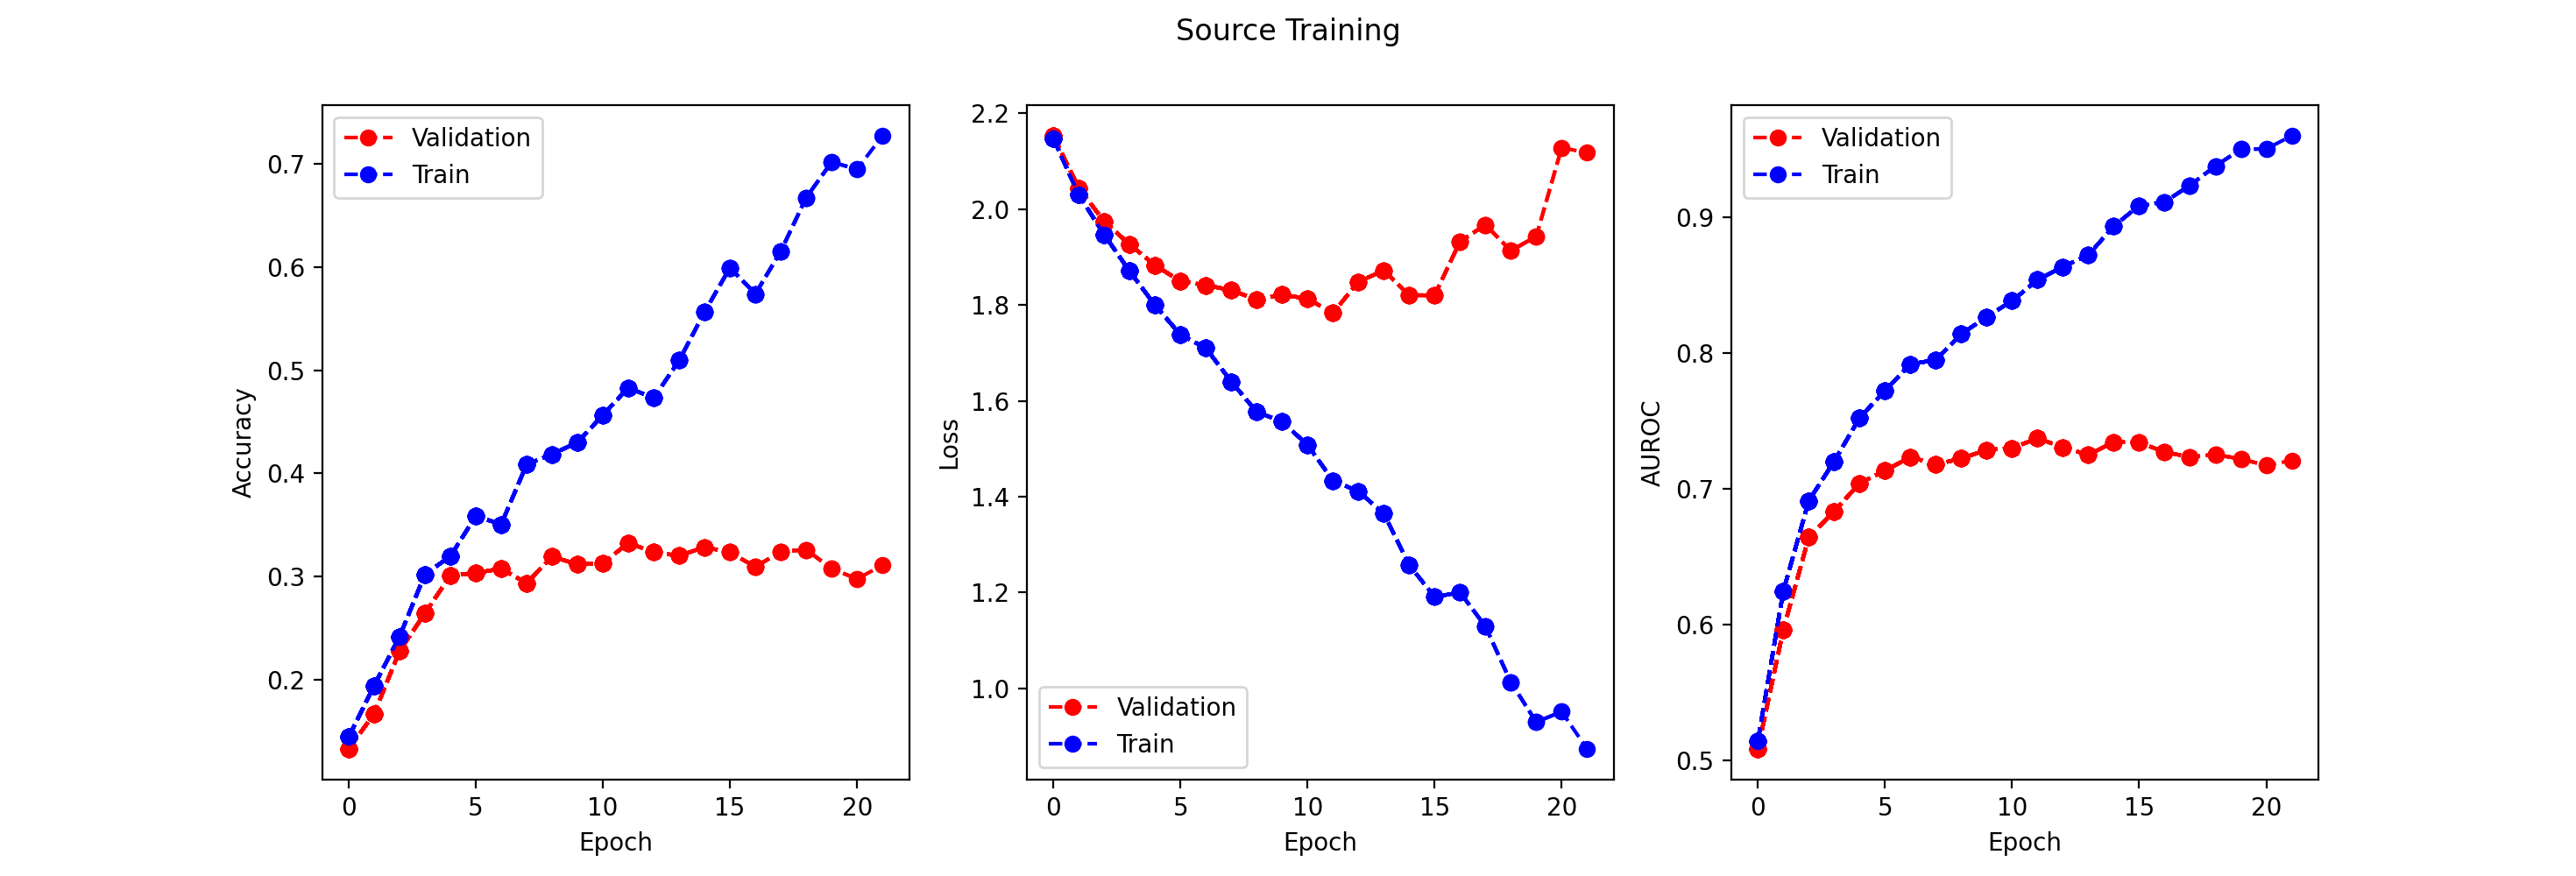 Source Training
Accuracy
0.7
0.6
0.5
0.4
0.3
0.2
Validation
Train
0 5 10 15 20
Epoch
Loss
2.2
2.0
1.8
1.6
1.4
1.2
1.0
Validation
Train
0 5 10 15 20
Epoch
AUROC
0.9
0.8
0.7
0.6
0.5
Validation
Train
0 5 10 15 20
Epoch